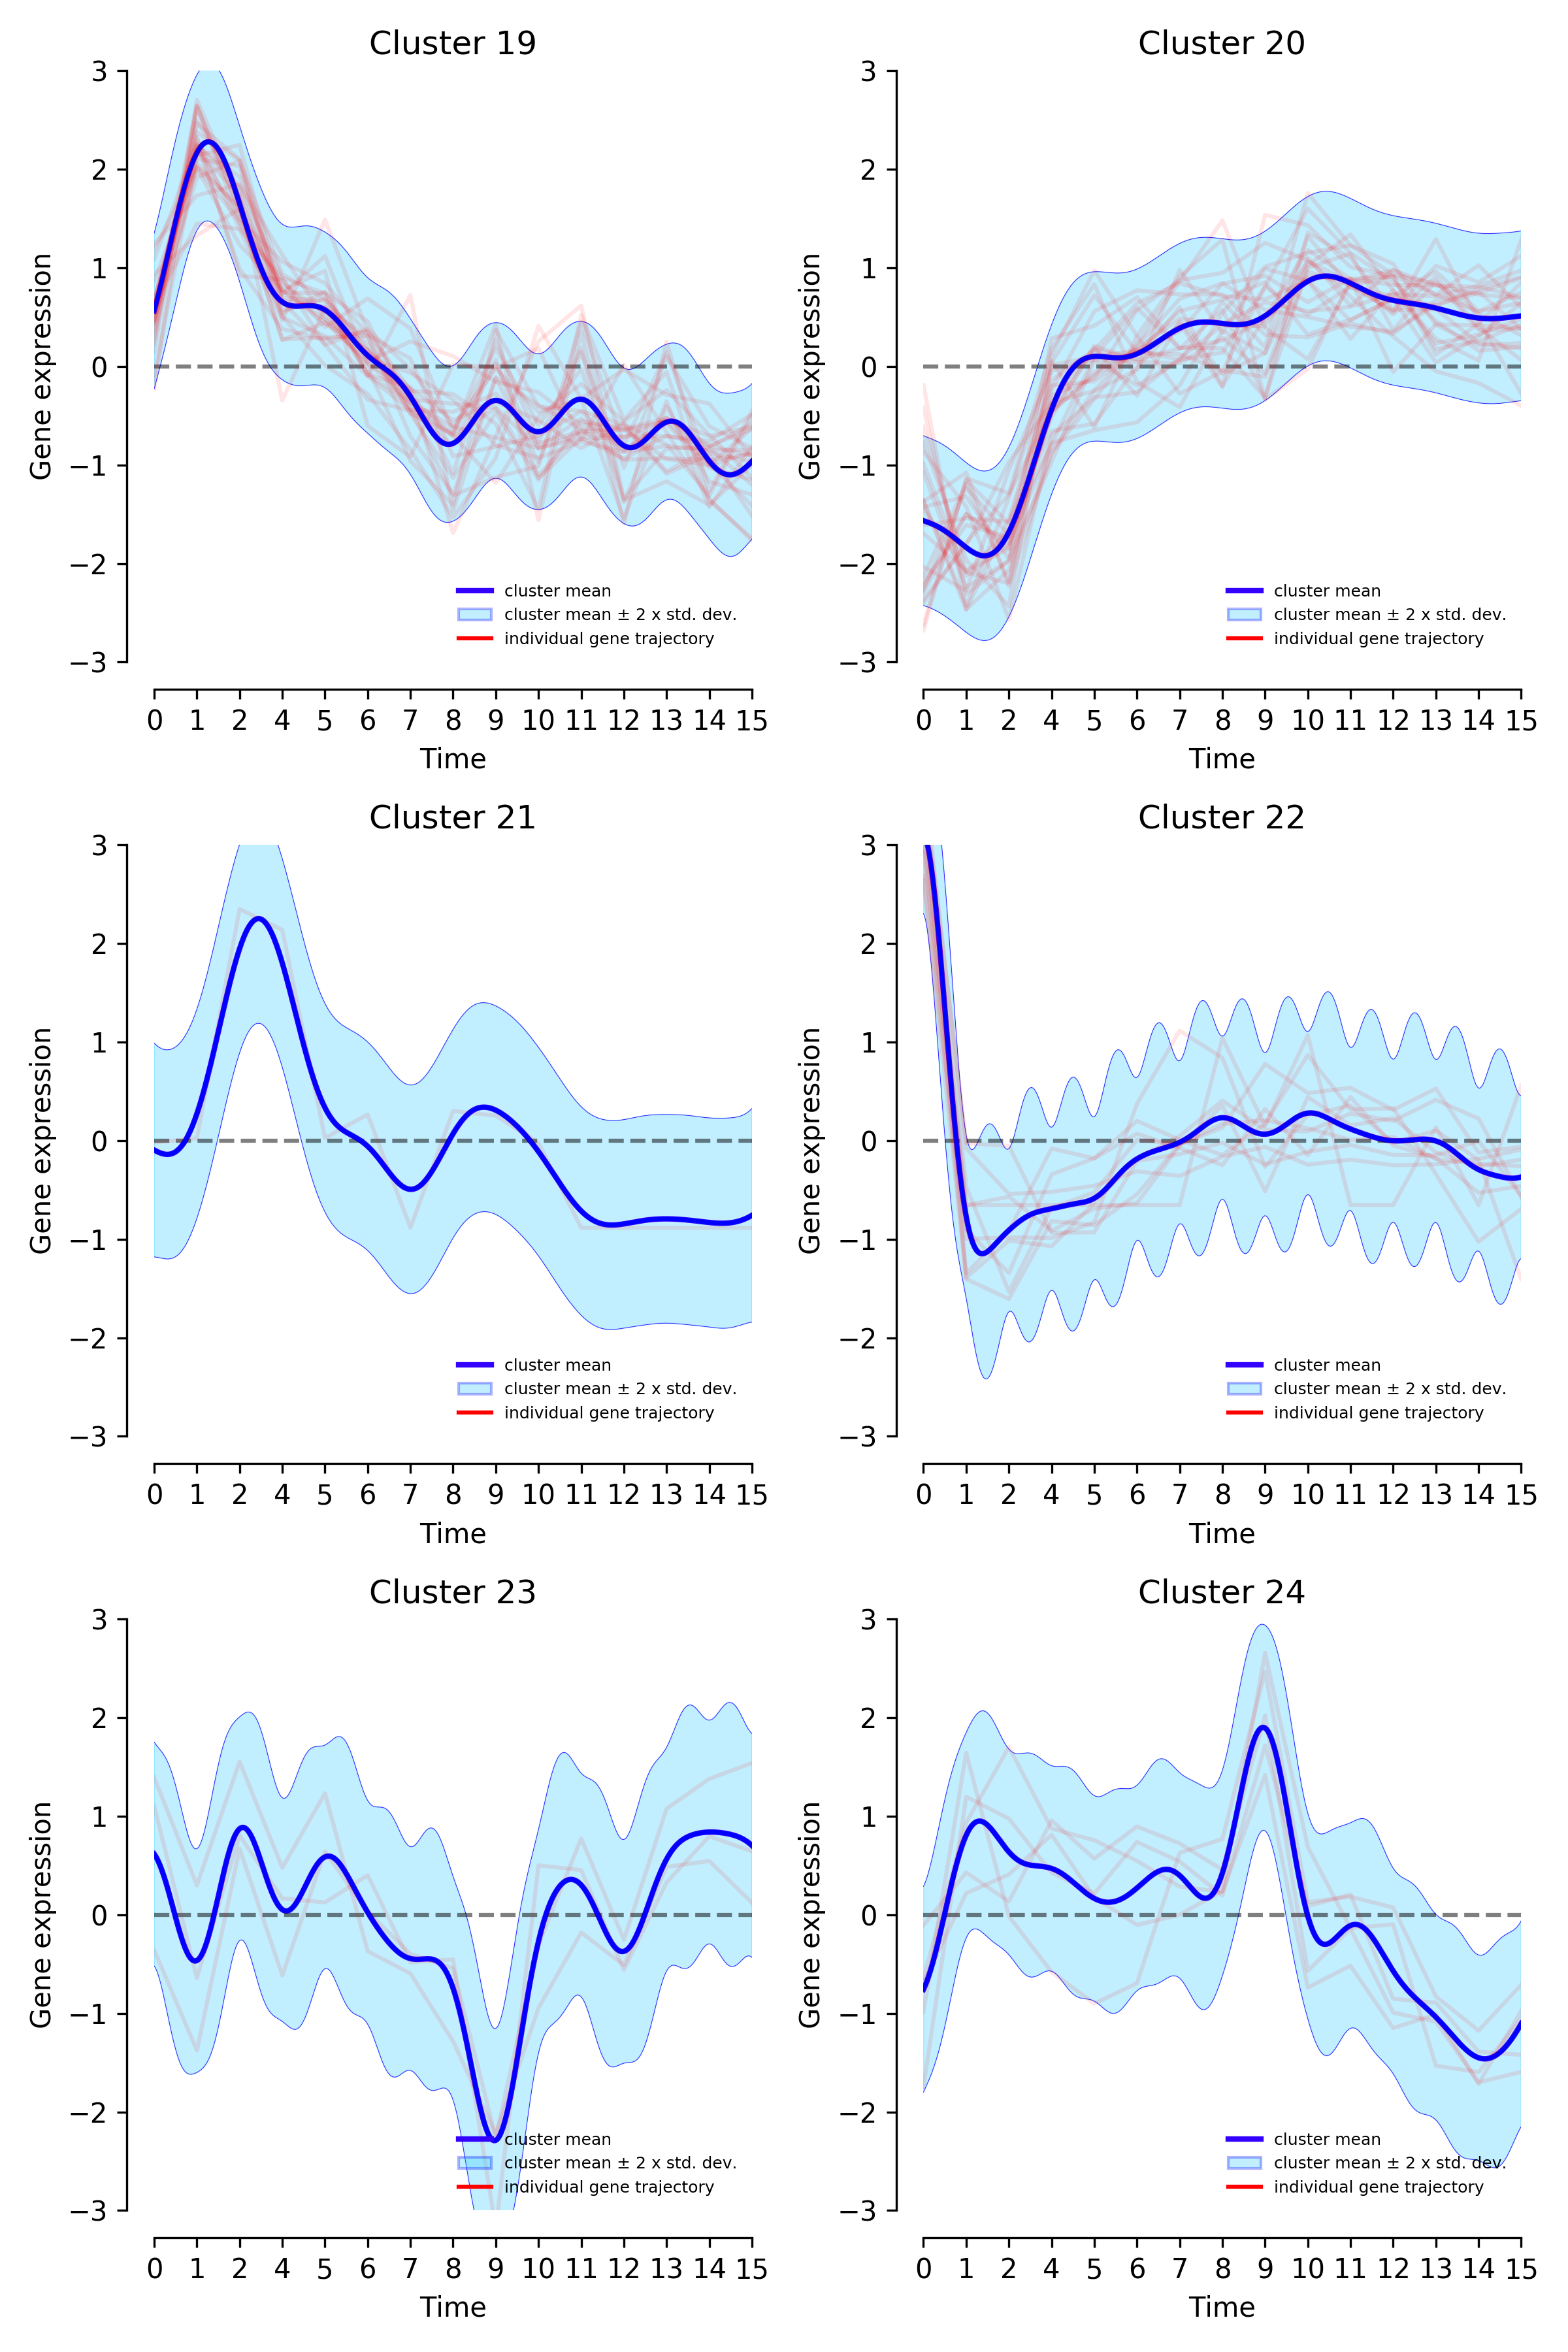 Cluster 19
Gene expression
3
2
1
0
−1
−2
−3
cluster mean
cluster mean ± 2 x std. dev.
individual gene trajectory
0 1 2 4 5 6 7 8 9 10 11 12 13 14 15
Time
Cluster 20
Gene expression
3
2
1
0
−1
−2
−3
cluster mean
cluster mean ± 2 x std. dev.
individual gene trajectory
0 1 2 4 5 6 7 8 9 10 11 12 13 14 15
Time
Cluster 21
Gene expression
3
2
1
0
−1
−2
−3
cluster mean
cluster mean ± 2 x std. dev.
individual gene trajectory
0 1 2 4 5 6 7 8 9 10 11 12 13 14 15
Time
Cluster 22
Gene expression
3
2
1
0
−1
−2
−3
cluster mean
cluster mean ± 2 x std. dev.
individual gene trajectory
0 1 2 4 5 6 7 8 9 10 11 12 13 14 15
Time
Cluster 23
Gene expression
3
2
1
0
−1
−2
−3
cluster mean
cluster mean ± 2 x std. dev.
individual gene trajectory
0 1 2 4 5 6 7 8 9 10 11 12 13 14 15
Time
Cluster 24
Gene expression
3
2
1
0
−1
−2
−3
cluster mean
cluster mean ± 2 x std. dev.
individual gene trajectory
0 1 2 4 5 6 7 8 9 10 11 12 13 14 15
Time